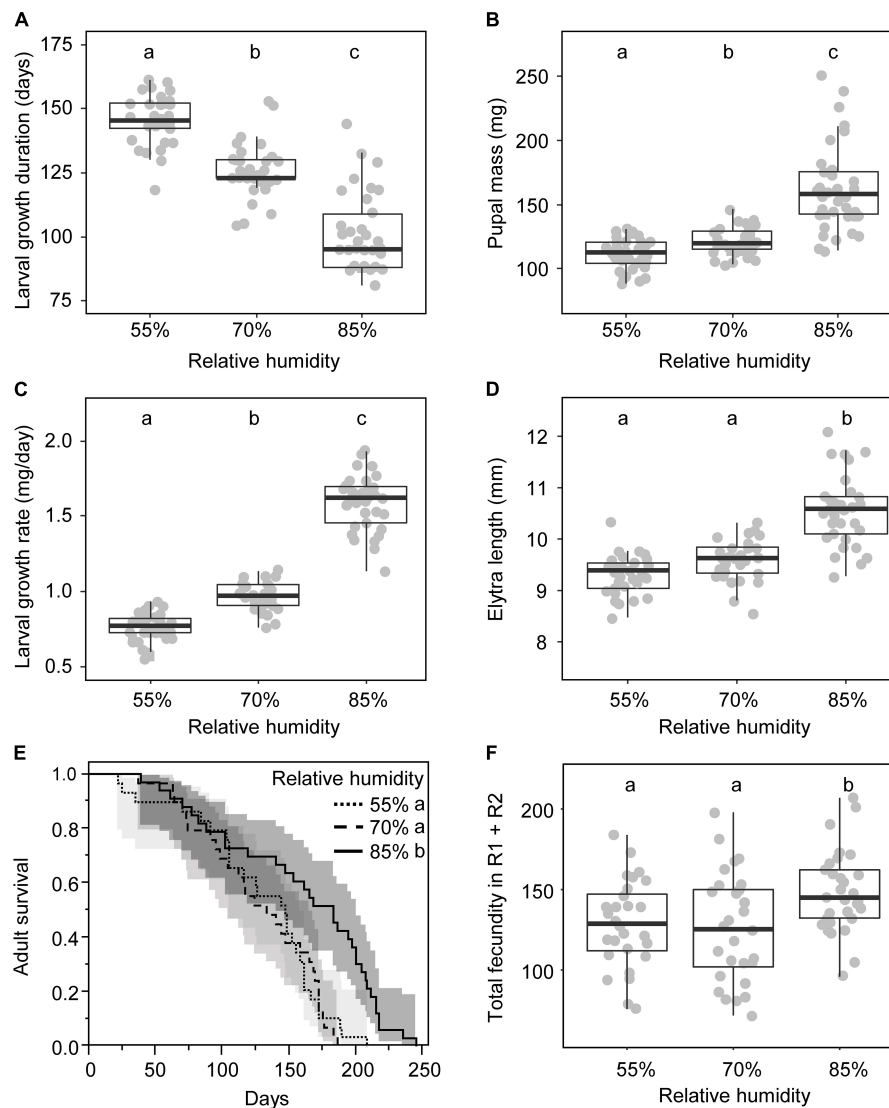 A
175
150
125
100
75
a b c
55% 70% 85%
Relative humidity
Larval growth duration (days)
B
250
200
150
100
a b c
55% 70% 85%
Relative humidity
Pupal mass (mg)
C
2.0
1.5
1.0
0.5
a b c
55% 70% 85%
Relative humidity
Larval growth rate (mg/day)
D
12
11
10
9
8
a a b
55% 70% 85%
Relative humidity
Elytra length (mm)
E
1.0
0.8
0.6
0.4
0.2
0.0
Relative humidity
55% a
70% a
85% b
0 50 100 150 200 250
Days
Adult survival
F
200
150
100
a a b
55% 70% 85%
Relative humidity
Total fecundity in R1 + R2